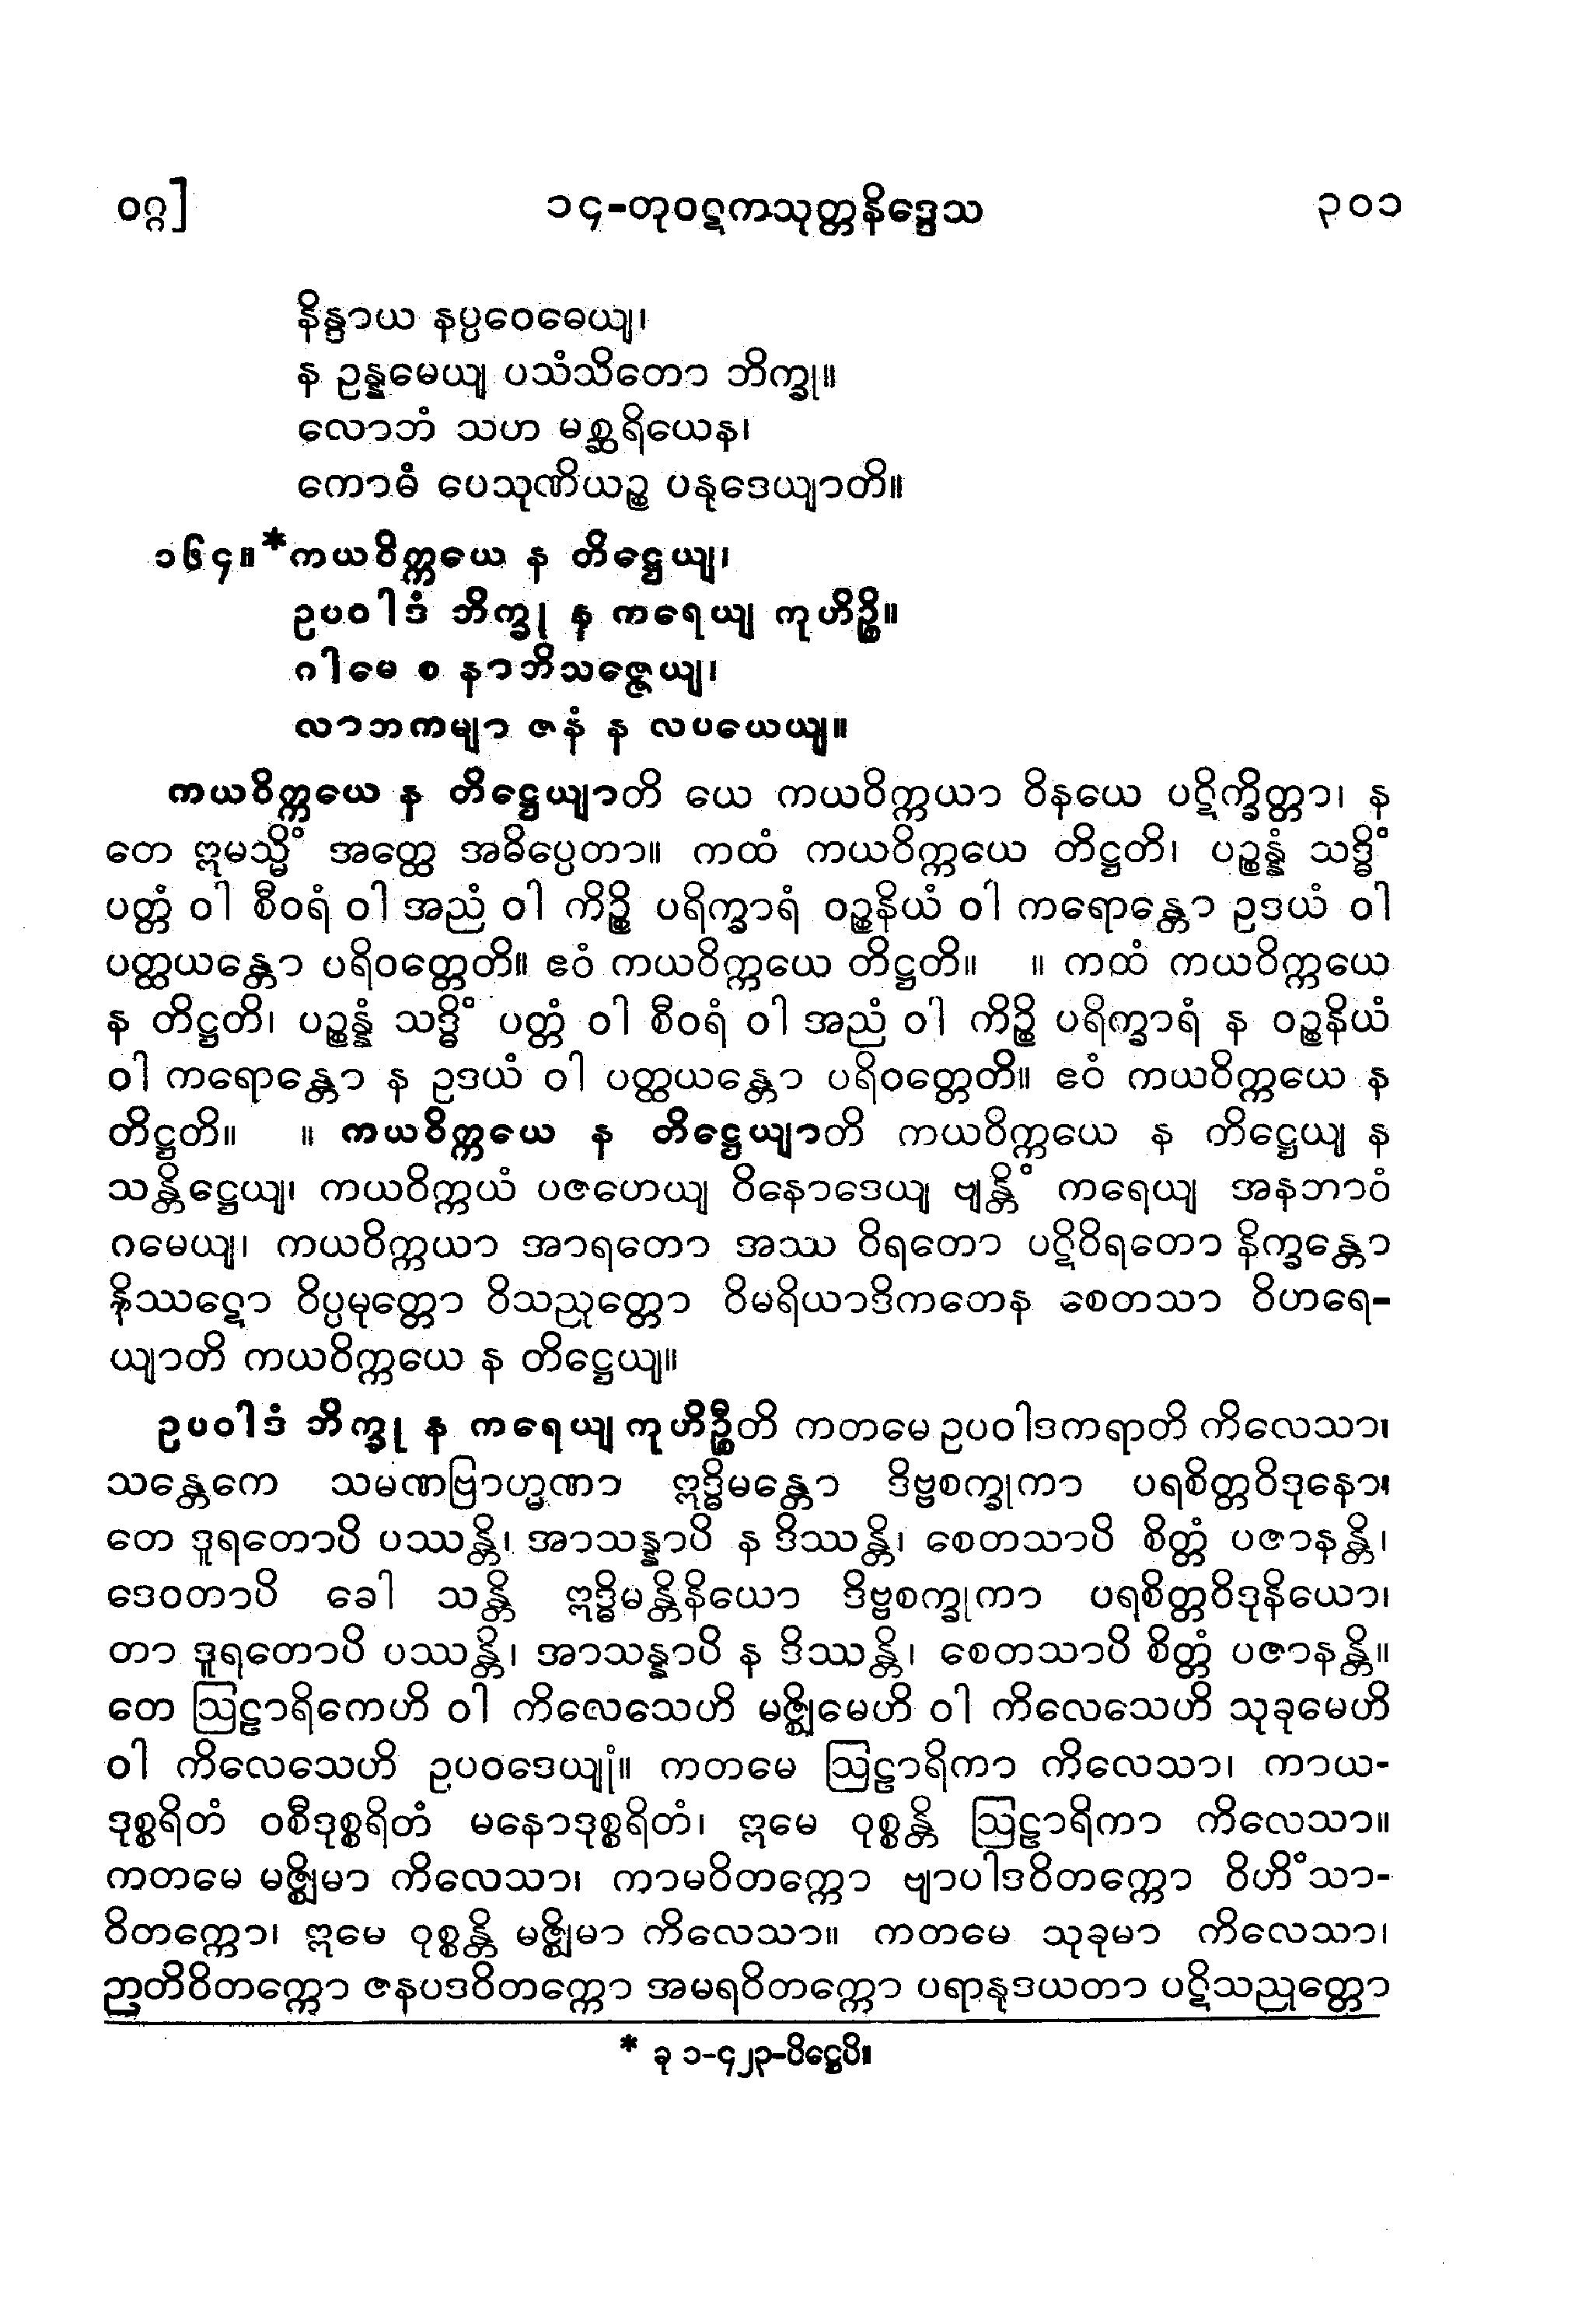 ဝဂ္ဂ] ၁၄-တုဝဋကသုတ္တနိဒ္ဒေသ ၃၀၁
နိန္ဒာယ နပ္ပဝေဓေယျ၊
န ဥန္နမေယျ ပသံသိတော ဘိက္ခု။
လောဘံ သဟ မစ္ဆရိယေန၊
ကောဓံ ပေသုဏိယဉ္စ ပနုဒေယျာတိ။
၁၆၄။*ကယဝိက္ကယေ န တိဋ္ဌေယျ၊
ဥပဝါဒံ ဘိက္ခု န ကရေယျ ကုဟိဉ္စိ။
ဂါမေ စ နာဘိသဇ္ဇေယျ၊
လာဘကမျာ ဇနံ န လပယေယျ။
ကယဝိက္ကယေ န တိဋ္ဌေယျာတိ ယေ ကယဝိက္ကယာ ဝိနယေ ပဋိက္ခိတ္တာ၊ န
တေ ဣမသ္မိံ အတ္ထေ အဓိပ္ပေတာ။ ကထံ ကယဝိက္ကယေ တိဋ္ဌတိ၊ ပဉ္စန္နံ သဒ္ဓိံ
ပတ္တံ ဝါ စီဝရံ ဝါ အညံ ဝါ ကိဉ္စိ ပရိက္ခာရံ ဝဉ္စနိယံ ဝါ ကရောန္တော ဥဒယံ ဝါ
ပတ္ထယန္တော ပရိဝတ္တေတိ။ ဧဝံ ကယဝိက္ကယေ တိဋ္ဌတိ။ ။ ကထံ ကယဝိက္ကယေ
န တိဋ္ဌတိ၊ ပဉ္စန္နံ သဒ္ဓိံ ပတ္တံ ဝါ စီဝရံ ဝါ အညံ ဝါ ကိဉ္စိ ပရိက္ခာရံ န ဝဉ္စနိယံ
ဝါ ကရောန္တော န ဥဒယံ ဝါ ပတ္ထယန္တော ပရိဝတ္တေတိ။ ဧဝံ ကယဝိက္ကယေ န
တိဋ္ဌတိ။ ။ ကယဝိက္ကယေ န တိဋ္ဌေယျာတိ ကယဝိက္ကယေ န တိဋ္ဌေယျ န
သန္တိဋ္ဌေယျ၊ ကယဝိက္ကယံ ပဇဟေယျ ဝိနောဒေယျ ဗျန္တိံ ကရေယျ အနဘာဝံ
ဂမေယျ၊ ကယဝိက္ကယာ အာရတော အဿ ဝိရတော ပဋိဝိရတော နိက္ခန္တော
နိဿဋ္ဌော ဝိပ္ပမုတ္တော ဝိသညုတ္တော ဝိမရိယာဒိကတေန စေတသာ ဝိဟရေ-
ယျာတိ ကယဝိက္ကယေ န တိဋ္ဌေယျ။
ဥပဝါဒံ ဘိက္ခု န ကရေယျ ကုဟိဉ္စီတိ ကတမေ ဥပဝါဒကရာတိ ကိလေသာ၊
သန္တေကေ သမဏဗြာဟ္မဏာ ဣဒ္ဓိမန္တော ဒိဗ္ဗစက္ခုကာ ပရစိတ္တဝိဒုနော၊
တေ ဒူရတောပိ ပဿန္တိ၊ အာသန္နာပိ န ဒိဿန္တိ၊ စေတသာပိ စိတ္တံ ပဇာနန္တိ၊
ဒေဝတာပိ ခေါ သန္တိ ဣဒ္ဓိမန္တိနိယော ဒိဗ္ဗစက္ခုကာ ပရစိတ္တဝိဒုနိယော၊
တာ ဒူရတောပိ ပဿန္တိ၊ အာသန္နာပိ န ဒိဿန္တိ၊ စေတသာပိ စိတ္တံ ပဇာနန္တိ။
တေ ဩဠာရိကေဟိ ဝါ ကိလေသေဟိ မဇ္ဈိမေဟိ ဝါ ကိလေသေဟိ သုခုမေဟိ
ဝါ ကိလေသေဟိ ဥပဝဒေယျုံ။ ကတမေ ဩဠာရိကာ ကိလေသာ၊ ကာယ-
ဒုစ္စရိတံ ဝစီဒုစ္စရိတံ မနောဒုစ္စရိတံ၊ ဣမေ ဝုစ္စန္တိ ဩဠာရိကာ ကိလေသာ။
ကတမေ မဇ္ဈိမာ ကိလေသာ၊ ကာမဝိတက္ကော ဗျာပါဒဝိတက္ကော ဝိဟိံသာ-
ဝိတက္ကော၊ ဣမေ ဝုစ္စန္တိ မဇ္ဈိမာ ကိလေသာ။ ကတမေ သုခုမာ ကိလေသာ၊
ဉာတိဝိတက္ကော ဇနပဒဝိတက္ကော အမရဝိတက္ကော ပရာနုဒယတာ ပဋိသညုတ္တော
* ခု ၁-၄၂၃-ပိဋ္ဌေပိ။